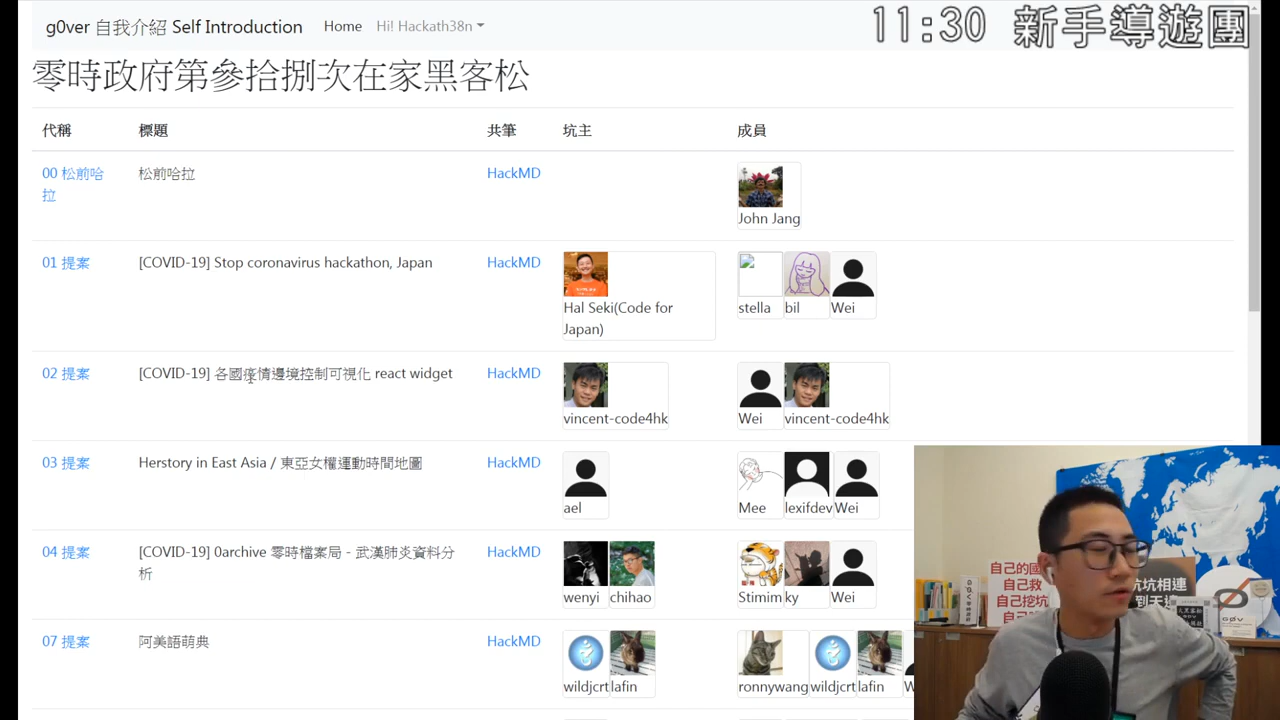 g0ver 自我介紹 Self Introduction Home Hi! Hackath38n
11:30 新手導遊團
零時政府第參拾捌次在家黑客松
代稱 標題 共筆 坑主 成員
00 松前哈
拉
松前哈拉
HackMD
John Jang
01 提案
[COVID-19] Stop coronavirus hackathon, Japan
HackMD
Hal Seki(Code for
Japan)
stella bil Wei
02 提案
[COVID-19] 各國疫情邊境控制可視化 react widget
HackMD
vincent-code4hk
Wei vincent-code4hk
03 提案
Herstory in East Asia / 東亞女權運動時間地圖
HackMD
ael
Mee lexifdev Wei
04 提案
[COVID-19] 0archive 零時檔案局 - 武漢肺炎資料分
析
HackMD
wenyi chihao
Stimim ky Wei
07 提案
阿美語萌典
HackMD
wildjcrt lafin
ronnywang wildjcrt lafin
自己的國
自己救
自己挖坑
坑坑相連
到天邊
g0v